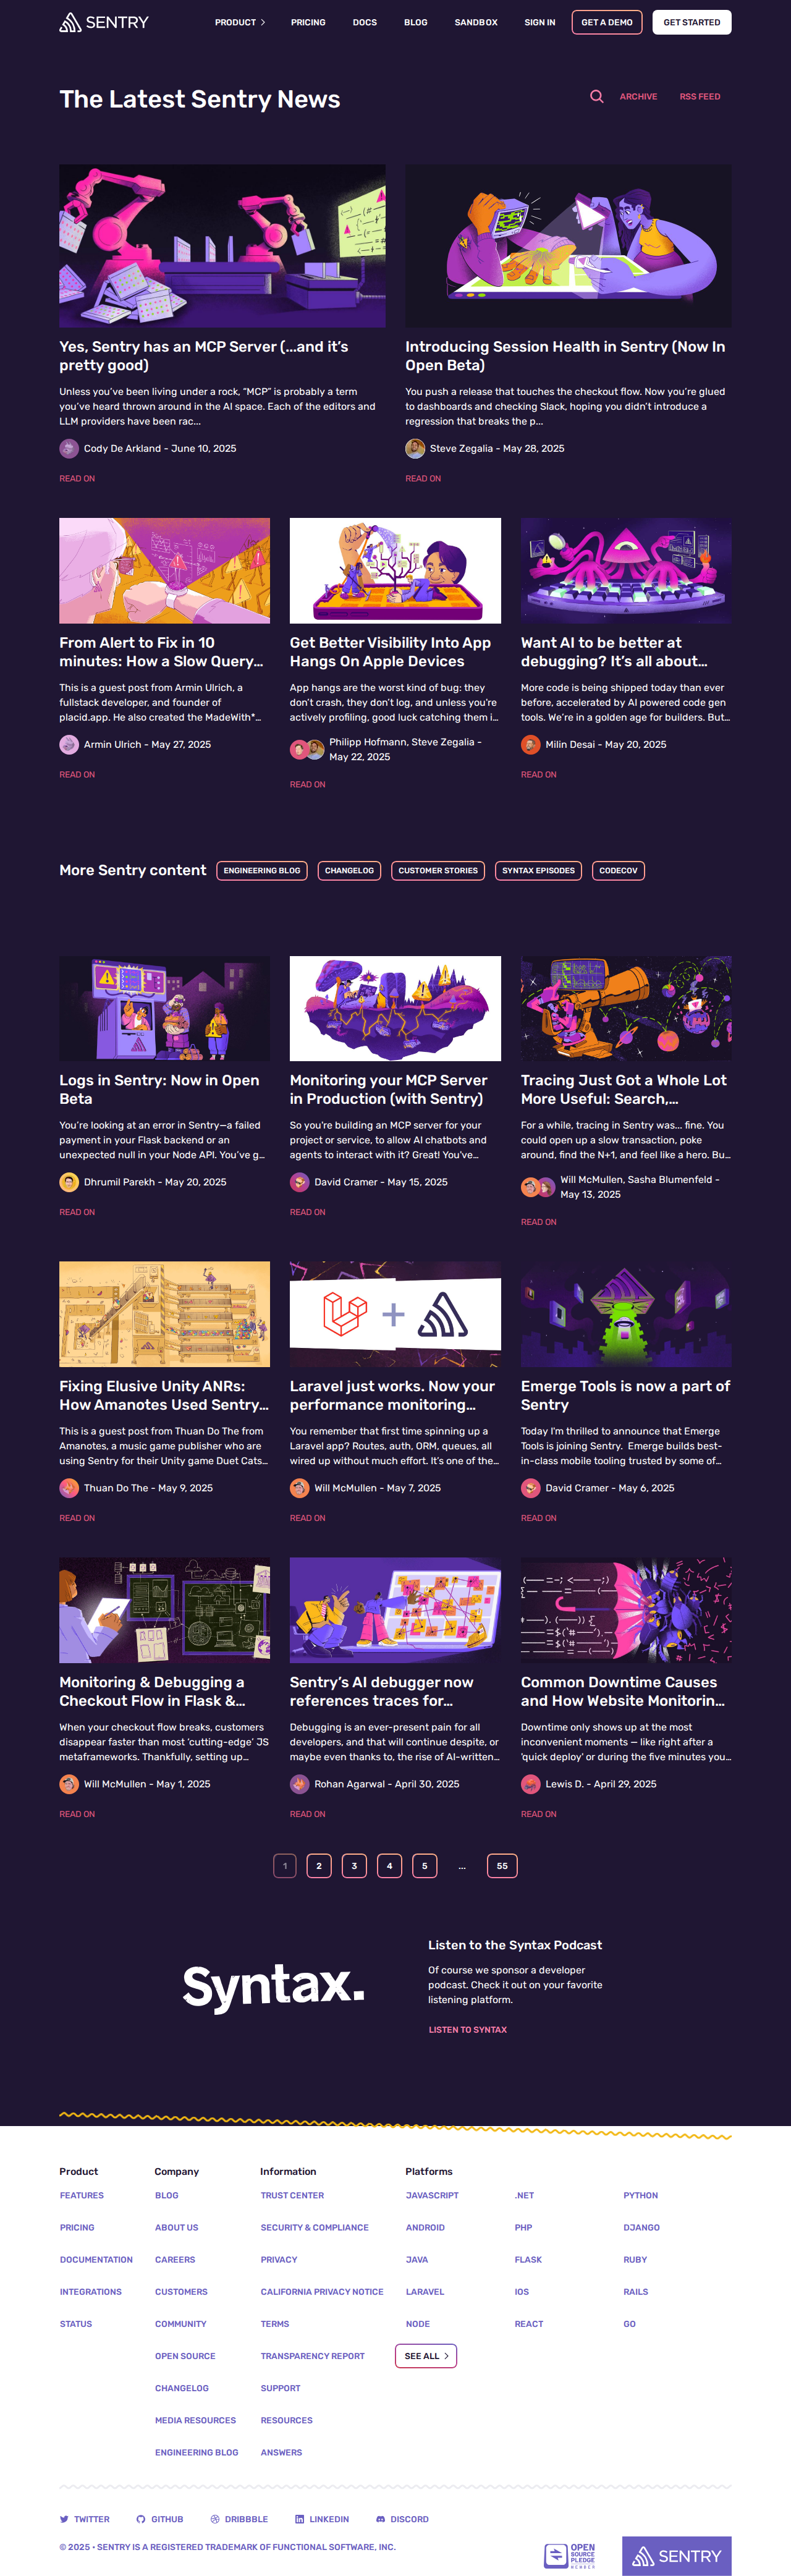 SENTRY
PRODUCT
PRICING
DOCS
BLOG
SANDBOX
SIGN IN
GET A DEMO
GET STARTED
The Latest Sentry News
ARCHIVE
RSS FEED
Yes, Sentry has an MCP Server (...and it's
pretty good)
Unless you've been living under a rock, "MCP" is probably a term
you've heard thrown around in the AI space. Each of the editors and
LLM providers have been rac...
Cody De Arkland - June 10, 2025
READ ON
Introducing Session Health in Sentry (Now In
Open Beta)
You push a release that touches the checkout flow. Now you're glued
to dashboards and checking Slack, hoping you didn't introduce a
regression that breaks the p...
Steve Zegalia - May 28, 2025
READ ON
From Alert to Fix in 10
minutes: How a Slow Query...
This is a guest post from Armin Ulrich, a
fullstack developer, and founder of
placid.app. He also created the MadeWith*...
Armin Ulrich - May 27, 2025
READ ON
Get Better Visibility Into App
Hangs On Apple Devices
App hangs are the worst kind of bug: they
don't crash, they don't log, and unless you're
actively profiling, good luck catching them i...
Philipp Hofmann, Steve Zegalia -
May 22, 2025
READ ON
Want AI to be better at
debugging? It's all about...
More code is being shipped today than ever
before, accelerated by AI powered code gen
tools. We're in a golden age for builders. But...
Milin Desai - May 20, 2025
READ ON
More Sentry content
ENGINEERING BLOG
CHANGELOG
CUSTOMER STORIES
SYNTAX EPISODES
CODECOV
Logs in Sentry: Now in Open
Beta
You're looking at an error in Sentry—a failed
payment in your Flask backend or an
unexpected null in your Node API. You've g...
Dhrumil Parekh - May 20, 2025
READ ON
Monitoring your MCP Server
in Production (with Sentry)
So you're building an MCP server for your
project or service, to allow AI chatbots and
agents to interact with it? Great! You've...
David Cramer - May 15, 2025
READ ON
Tracing Just Got a Whole Lot
More Useful: Search,...
For a while, tracing in Sentry was... fine. You
could open up a slow transaction, poke
around, find the N+1, and feel like a hero. Bu...
Will McMullen, Sasha Blumenfeld -
May 13, 2025
READ ON
Fixing Elusive Unity ANRs:
How Amanotes Used Sentry...
This is a guest post from Thuan Do The from
Amanotes, a music game publisher who are
using Sentry for their Unity game Duet Cats...
Thuan Do The - May 9, 2025
READ ON
Laravel just works. Now your
performance monitoring...
You remember that first time spinning up a
Laravel app? Routes, auth, ORM, queues, all
wired up without much effort. It's one of the...
Will McMullen - May 7, 2025
READ ON
Emerge Tools is now a part of
Sentry
Today I'm thrilled to announce that Emerge
Tools is joining Sentry. Emerge builds best-
in-class mobile tooling trusted by some of...
David Cramer - May 6, 2025
READ ON
Monitoring & Debugging a
Checkout Flow in Flask &...
When your checkout flow breaks, customers
disappear faster than most 'cutting-edge' JS
metaframeworks. Thankfully, setting up...
Will McMullen - May 1, 2025
READ ON
Sentry's AI debugger now
references traces for...
Debugging is an ever-present pain for all
developers, and that will continue despite, or
maybe even thanks to, the rise of AI-written...
Rohan Agarwal - April 30, 2025
READ ON
Common Downtime Causes
and How Website Monitorin...
Downtime only shows up at the most
inconvenient moments — like right after a
'quick deploy' or during the five minutes you...
Lewis D. - April 29, 2025
READ ON
1
2
3
4
5
...
55
Syntax.
Listen to the Syntax Podcast
Of course we sponsor a developer
podcast. Check it out on your favorite
listening platform.
LISTEN TO SYNTAX
Product
FEATURES
PRICING
DOCUMENTATION
INTEGRATIONS
STATUS
Company
BLOG
ABOUT US
CAREERS
CUSTOMERS
COMMUNITY
OPEN SOURCE
CHANGELOG
MEDIA RESOURCES
ENGINEERING BLOG
Information
TRUST CENTER
SECURITY & COMPLIANCE
PRIVACY
CALIFORNIA PRIVACY NOTICE
TERMS
TRANSPARENCY REPORT
SUPPORT
RESOURCES
ANSWERS
Platforms
JAVASCRIPT
ANDROID
JAVA
LARAVEL
NODE
SEE ALL
.NET
PHP
FLASK
IOS
REACT
PYTHON
DJANGO
RUBY
RAILS
GO
TWITTER
GITHUB
DRIBBBLE
LINKEDIN
DISCORD
© 2025 • SENTRY IS A REGISTERED TRADEMARK OF FUNCTIONAL SOFTWARE, INC.
OPEN
SOURCE
PLEDGE
MEMBER
SENTRY